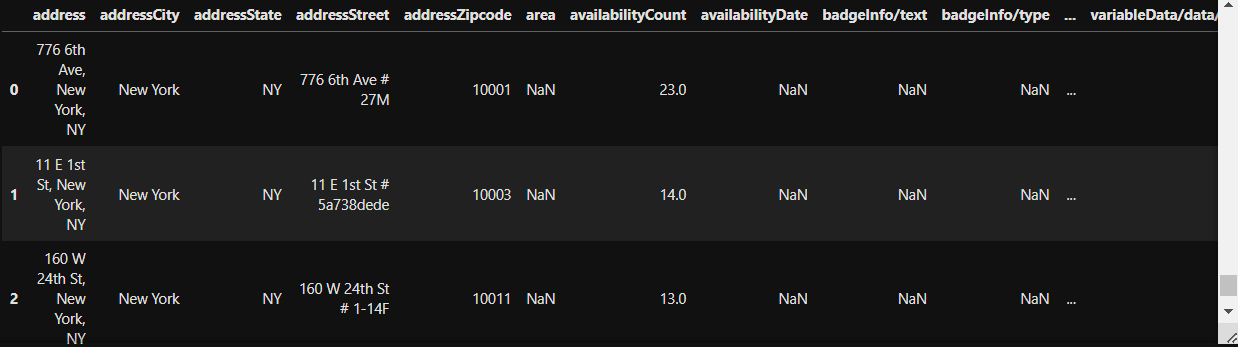 address addressCity addressState addressStreet addressZipcode area availabilityCount availabilityDate badgeInfo/text badgeInfo/type ... variableData/data/
0 776 6th Ave, New York, NY New York NY 776 6th Ave # 27M 10001 NaN 23.0 NaN NaN NaN ...
1 11 E 1st St, New York, NY New York NY 11 E 1st St # 5a738dede 10003 NaN 14.0 NaN NaN NaN ...
2 160 W 24th St, New York, NY New York NY 160 W 24th St # 1-14F 10011 NaN 13.0 NaN NaN NaN ...